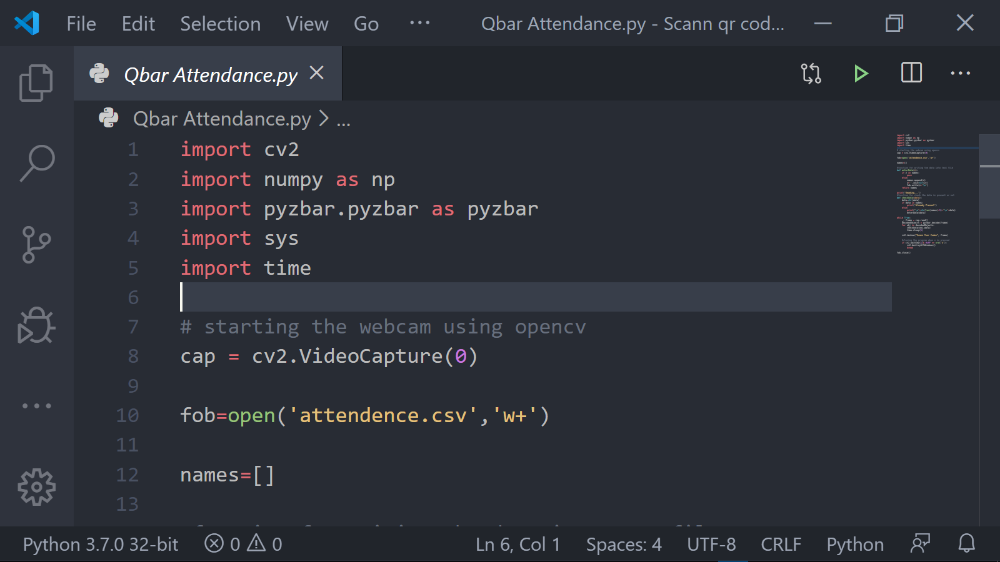 File Edit Selection View Go ... Qbar Attendance.py - Scann qr cod...
Qbar Attendance.py
Qbar Attendance.py > ...
1 import cv2
2 import numpy as np
3 import pyzbar.pyzbar as pyzbar
4 import sys
5 import time
6
7 # starting the webcam using opencv
8 cap = cv2.VideoCapture(0)
9
10 fob=open('attendence.csv','w+')
11
12 names=[]
13
Python 3.7.0 32-bit 0 0 Ln 6, Col 1 Spaces: 4 UTF-8 CRLF Python